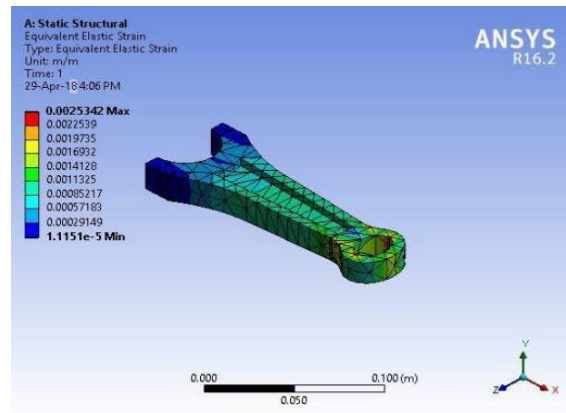 A: Static Structural
Equivalent Elastic Strain
Type: Equivalent Elastic Strain
Unit: m/m
Time: 1
29-Apr-18 4:06 PM
ANSYS
R16.2
0.0025342 Max
0.0022539
0.0019735
0.0016932
0.0014128
0.0011325
0.00085217
0.00057183
0.00029149
1.1151e-5 Min
0.000
0.100 (m)
0.050
Y
Z
X